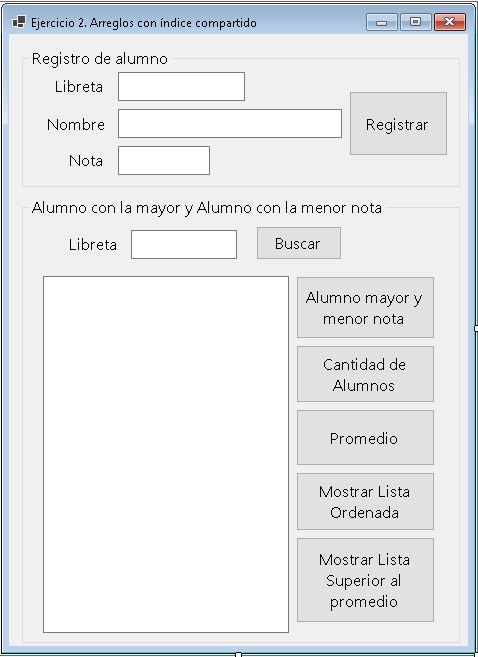 Ejercicio 2. Arreglos con índice compartido
Registro de alumno
Libreta
Nombre
Registrar
Nota
Alumno con la mayor y Alumno con la menor nota
Libreta
Buscar
Alumno mayor y
menor nota
Cantidad de
Alumnos
Promedio
Mostrar Lista
Ordenada
Mostrar Lista
Superior al
promedio